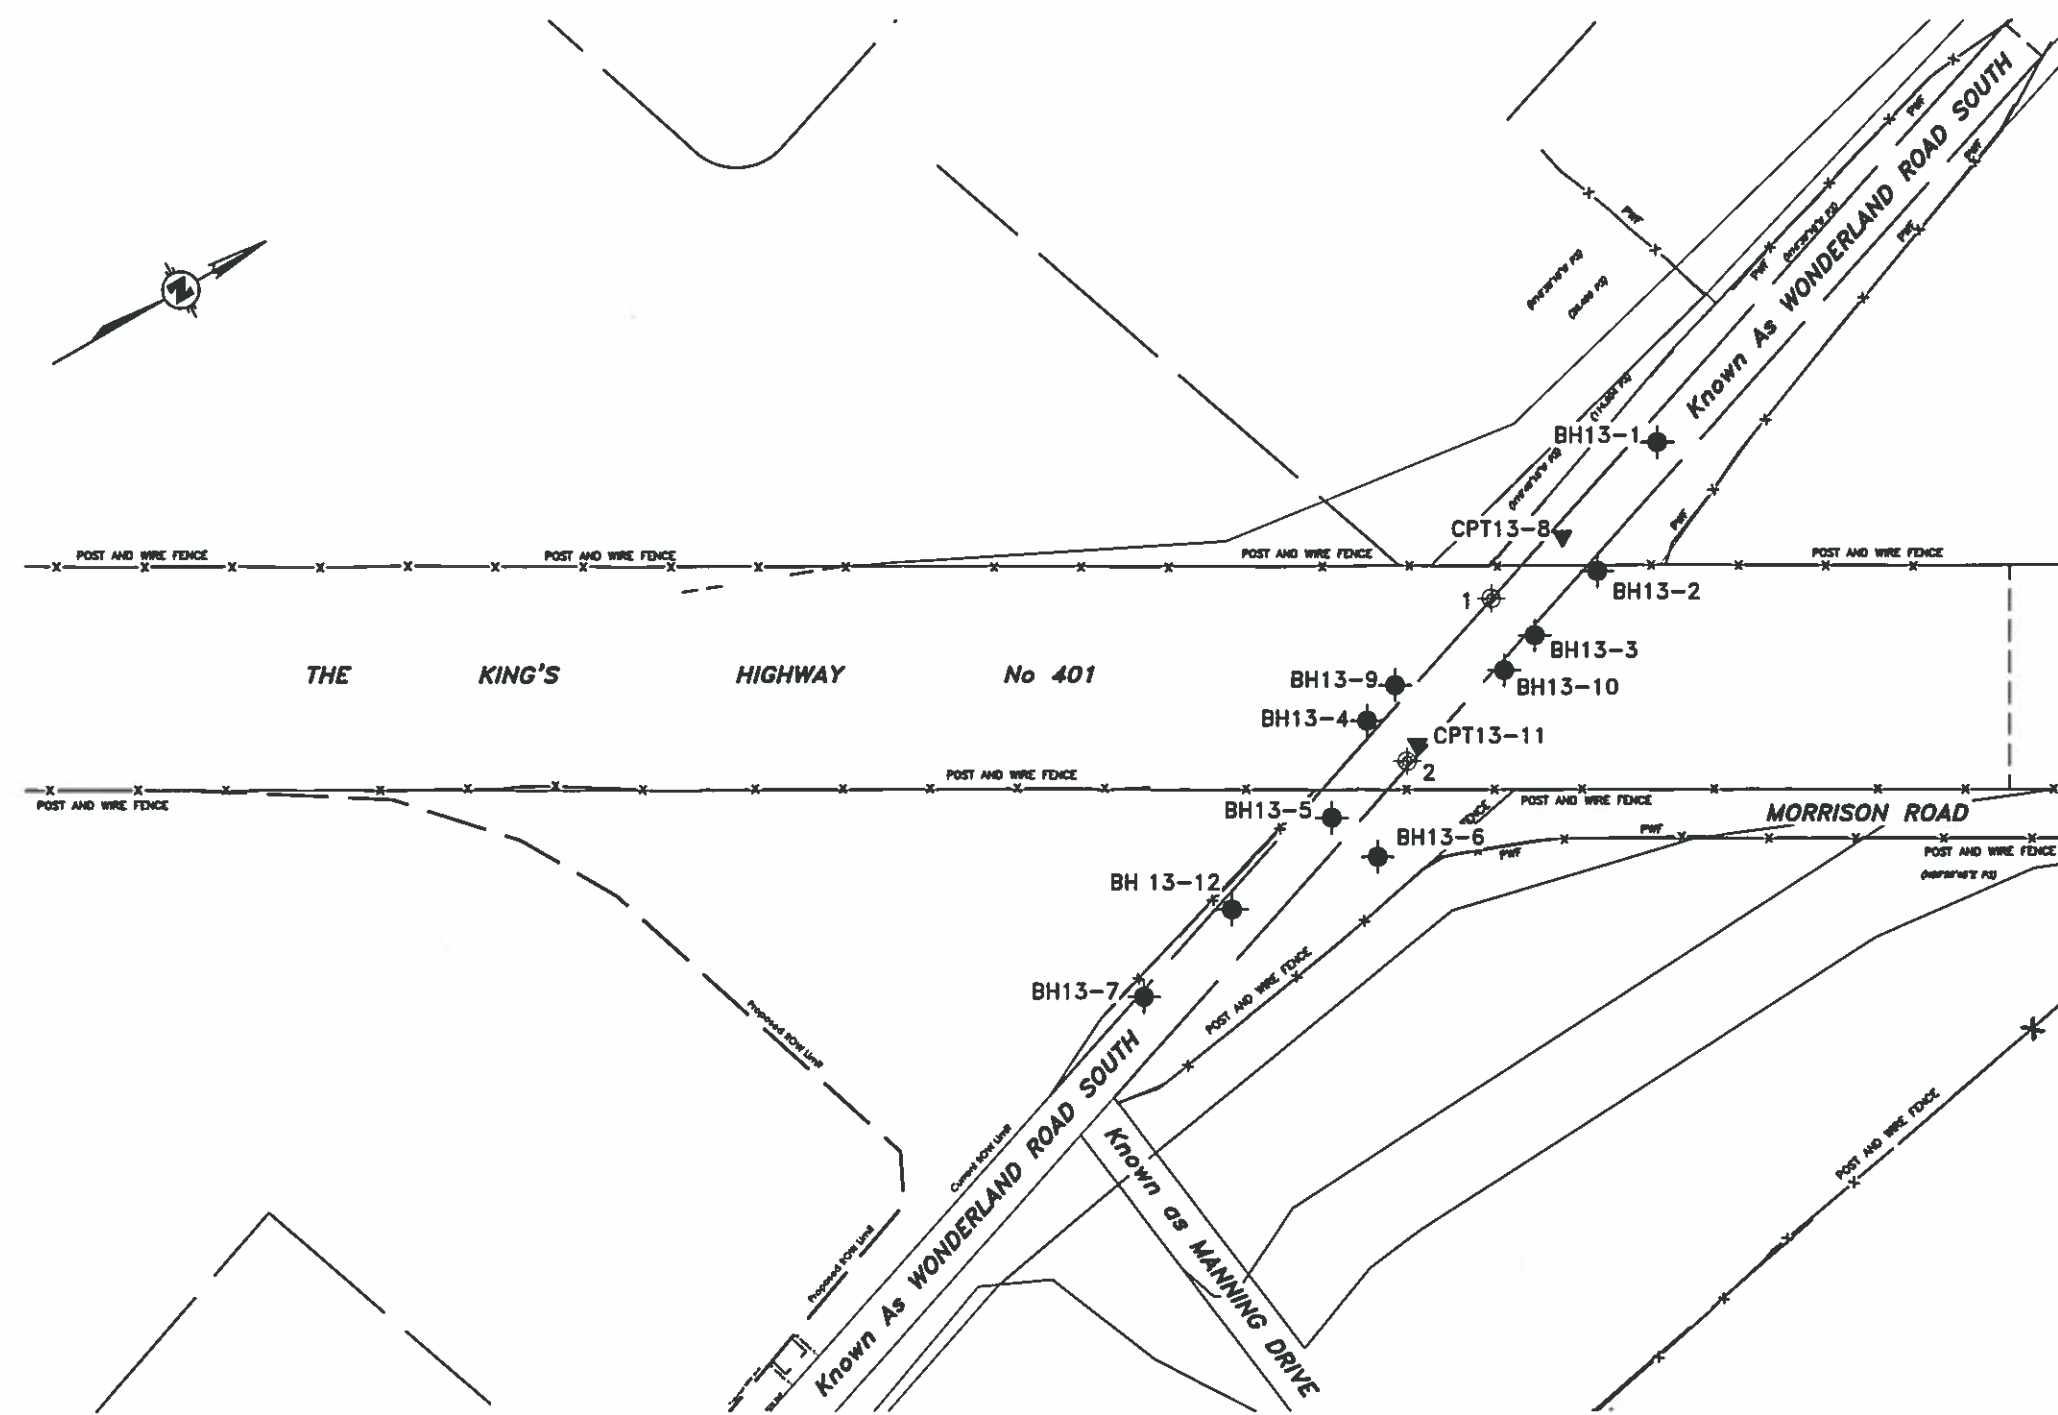 Known As WONDERLAND ROAD SOUTH
PWF
PWF
PWF
PWF
PWF
PWF
N
BH13-1
CPT13-8
POST AND WIRE FENCE
POST AND WIRE FENCE
POST AND WIRE FENCE
POST AND WIRE FENCE
BH13-2
1
BH13-3
THE KING'S HIGHWAY No 401
BH13-9
BH13-10
BH13-4
CPT13-11
2
POST AND WIRE FENCE
POST AND WIRE FENCE
POST AND WIRE FENCE
BH13-5
FENCE
MORRISON ROAD
BH13-6
PWF
PWF
POST AND WIRE FENCE
BH 13-12
POST AND WIRE FENCE
BH13-7
Proposed ROW Limit
Current ROW Limit
Known As WONDERLAND ROAD SOUTH
Known as MANNING DRIVE
POST AND WIRE FENCE
Proposed ROW Limit